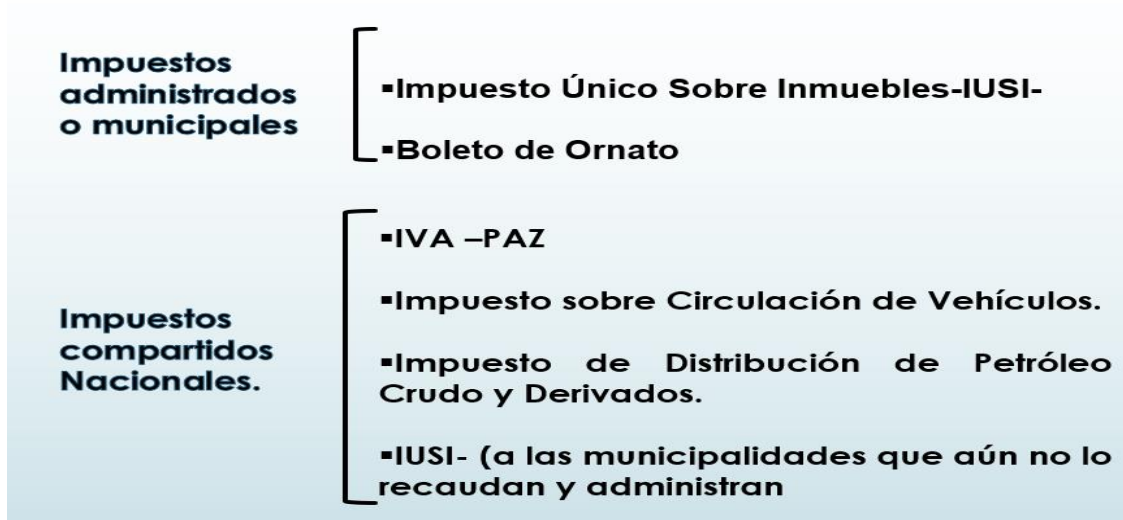 Impuestos
administrados
o municipales
▪Impuesto Único Sobre Inmuebles-IUSI-
▪Boleto de Ornato
Impuestos
compartidos
Nacionales.
▪IVA –PAZ
▪Impuesto sobre Circulación de Vehículos.
▪Impuesto de Distribución de Petróleo
Crudo y Derivados.
▪IUSI- (a las municipalidades que aún no lo
recaudan y administran